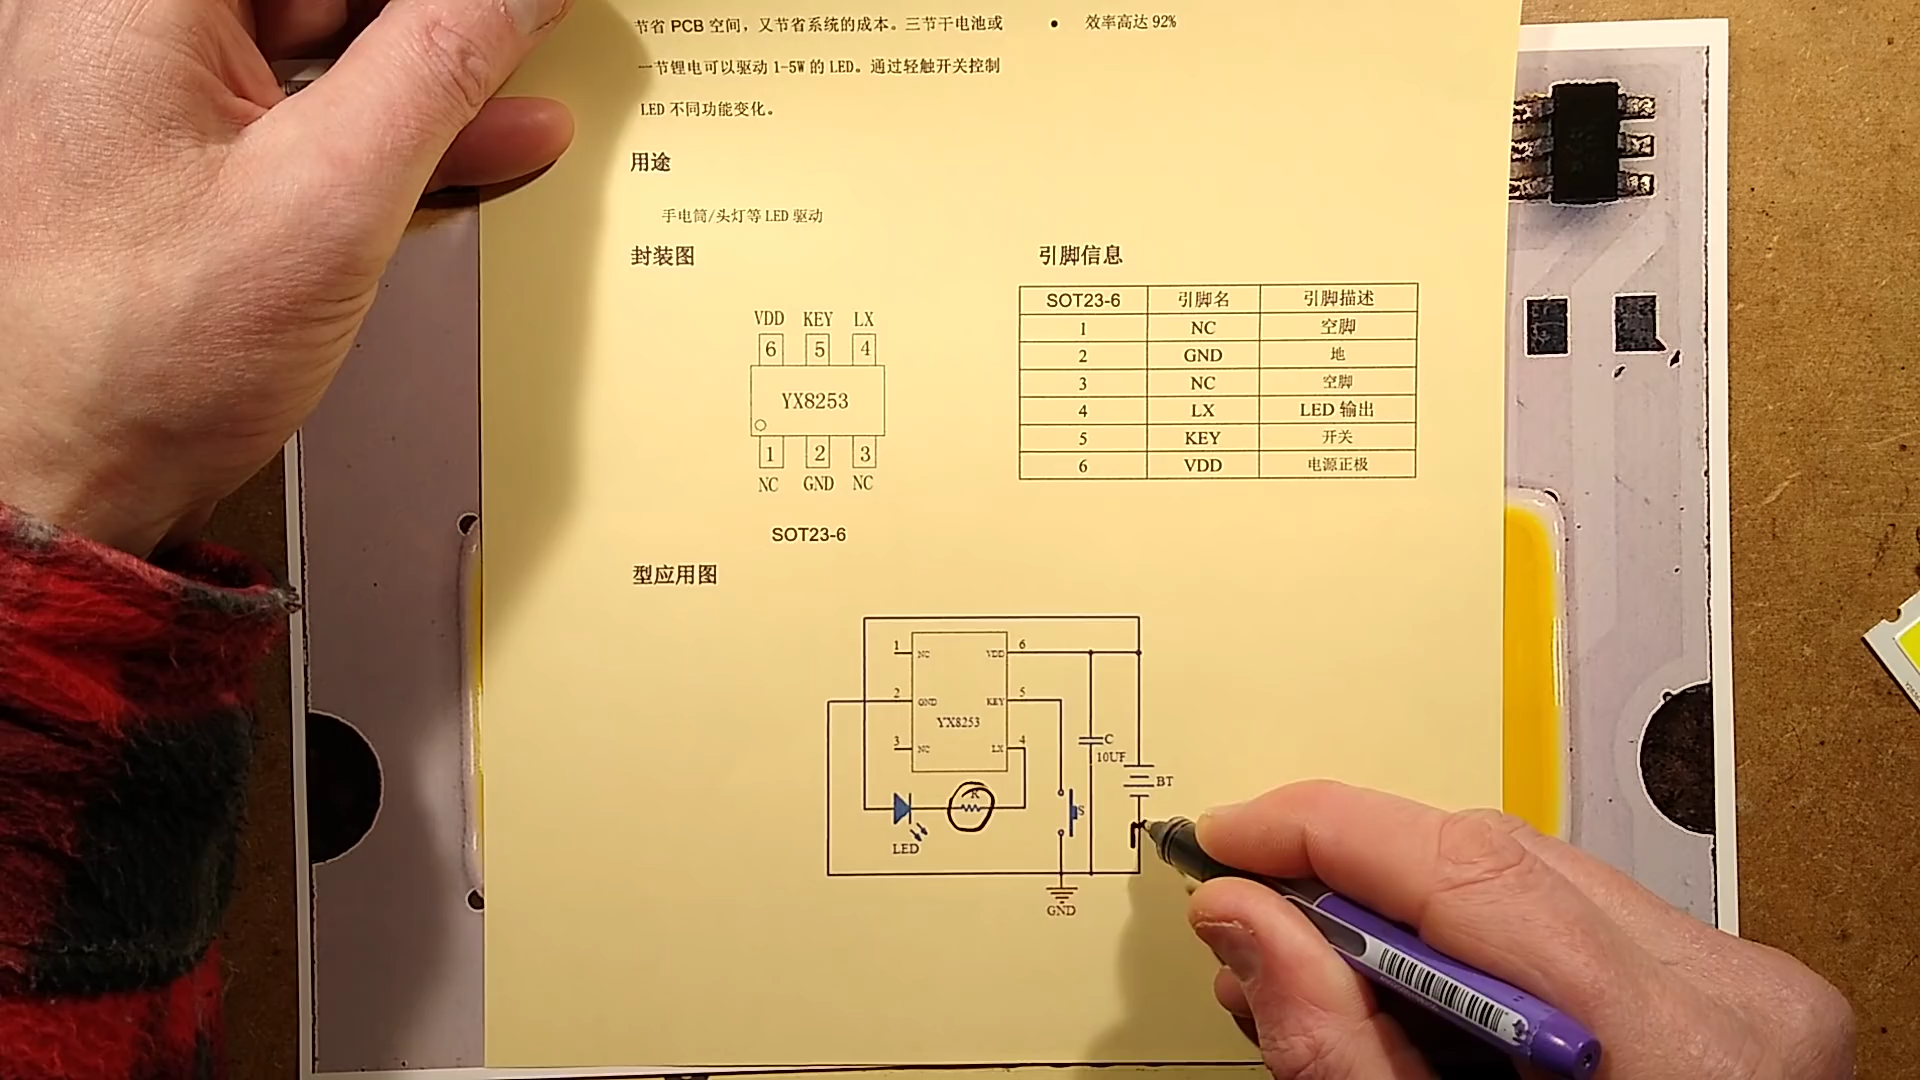 节省 PCB 空间，又节省系统的成本。三节干电池或
● 效率高达 92%
一节锂电可以驱动 1-5W 的 LED。通过轻触开关控制
LED 不同功能变化。
用途
手电筒/头灯等 LED 驱动
封装图
引脚信息
VDD KEY LX
6 5 4
YX8253
1 2 3
NC GND NC
SOT23-6
SOT23-6 引脚名 引脚描述
1 NC 空脚
2 GND 地
3 NC 空脚
4 LX LED 输出
5 KEY 开关
6 VDD 电源正极
型应用图
1 NC VDD 6
2 GND KEY 5
YX8253
3 NC LX 4
C
10UF
BT
R
S
LED
GND